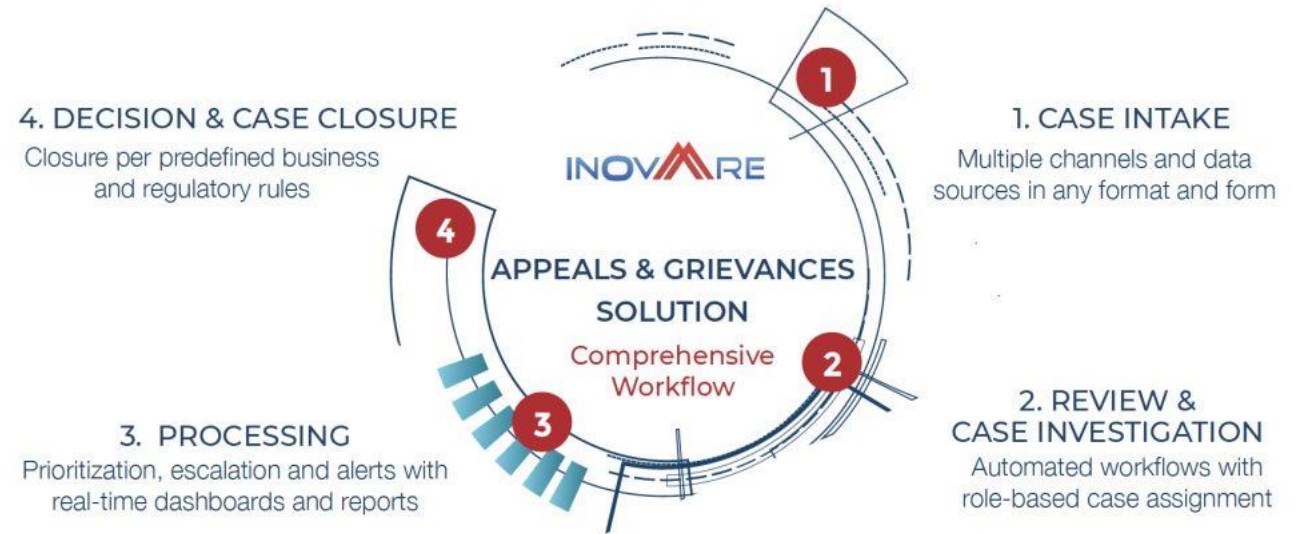 INOVAARE
APPEALS & GRIEVANCES
SOLUTION
Comprehensive
Workflow
1
1. CASE INTAKE
Multiple channels and data
sources in any format and form
2
2. REVIEW &
CASE INVESTIGATION
Automated workflows with
role-based case assignment
3
3. PROCESSING
Prioritization, escalation and alerts with
real-time dashboards and reports
4
4. DECISION & CASE CLOSURE
Closure per predefined business
and regulatory rules